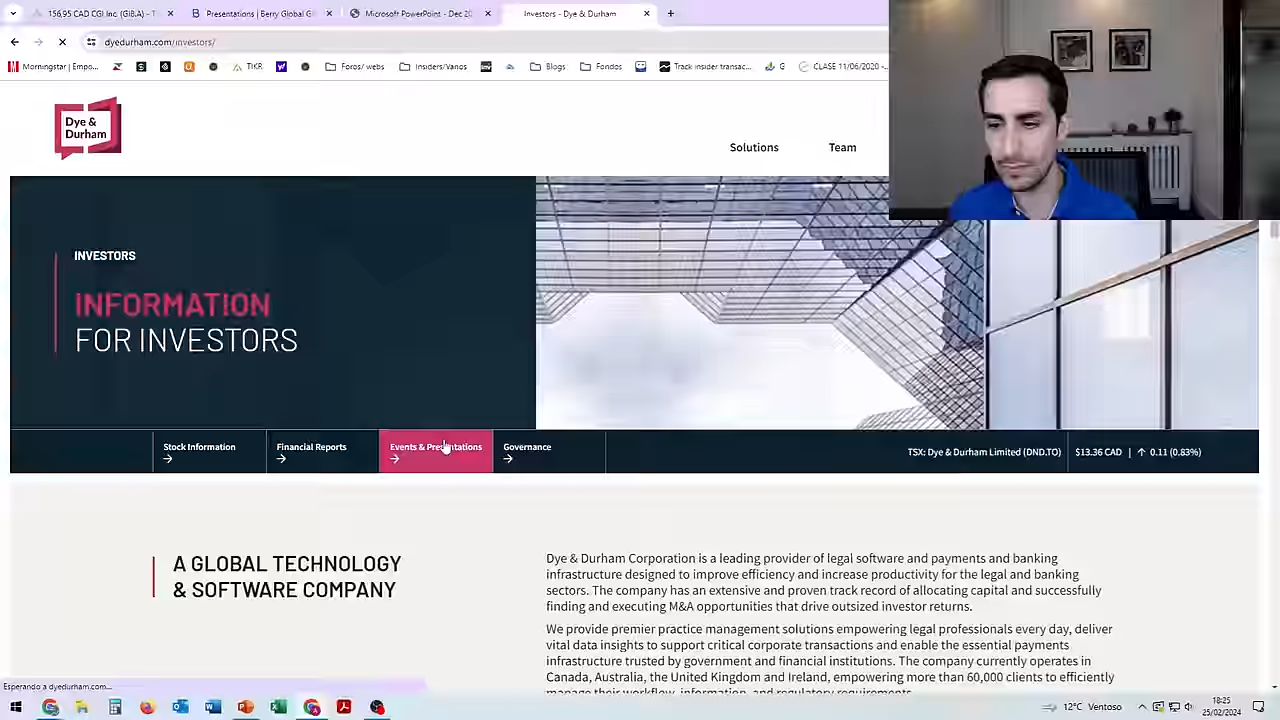 156,95 CAD CGI Inc. (GIB.A) - T
Presentations | Berry Global G
Microsoft PowerPoint - Dec 20
Investors - Dye & Durham
dyedurham.com/investors/
Morningstar | Empo...
TIKR
Foros/ webs
Insiders/Varios
Blogs
Fondos
Track insider transac...
G
CLASE 11/06/2020 -...
Dye &
Durham
Solutions
Team
INVESTORS
INFORMATION
FOR INVESTORS
Stock Information
Financial Reports
Events & Presentations
Governance
TSX: Dye & Durham Limited (DND.TO)
$13.36 CAD | ↑ 0.11 (0.83%)
A GLOBAL TECHNOLOGY
& SOFTWARE COMPANY
Dye & Durham Corporation is a leading provider of legal software and payments and banking
infrastructure designed to improve efficiency and increase productivity for the legal and banking
sectors. The company has an extensive and proven track record of allocating capital and successfully
finding and executing M&A opportunities that drive outsized investor returns.
We provide premier practice management solutions empowering legal professionals every day, deliver
vital data insights to support critical corporate transactions and enable the essential payments
infrastructure trusted by government and financial institutions. The company currently operates in
Canada, Australia, the United Kingdom and Ireland, empowering more than 60,000 clients to efficiently
manage their workflow, information, and regulatory requirements.
Esperando a dyedurham.com...
12°C Ventoso
18:25
25/02/2024